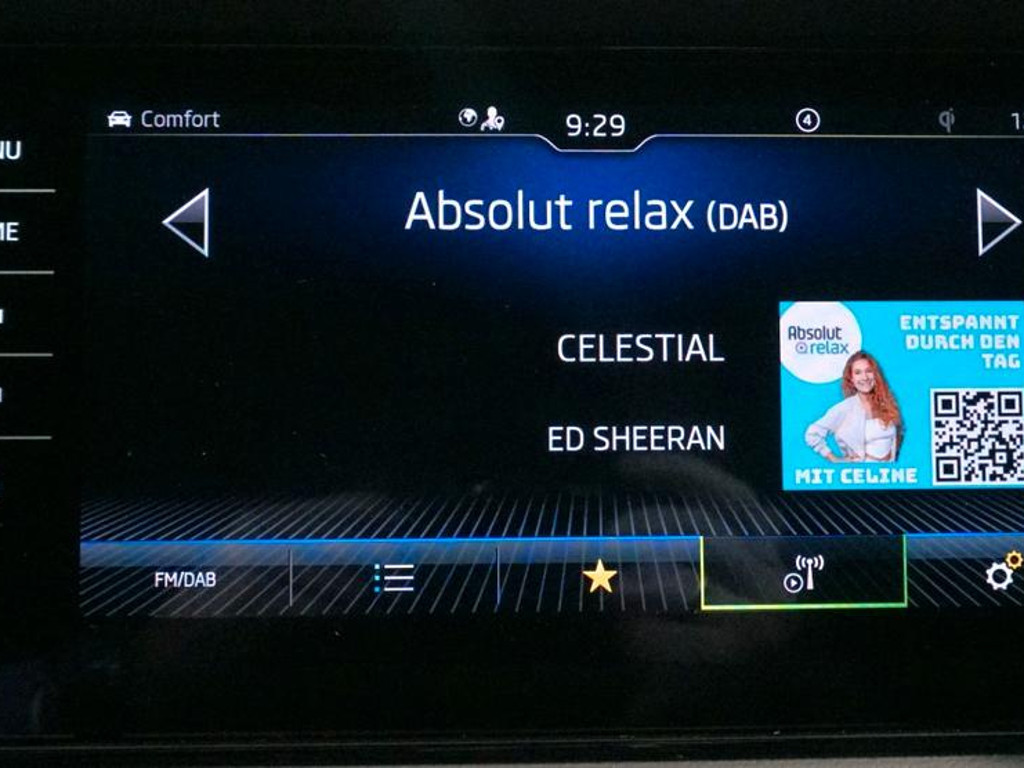 Comfort
9:29
4
Absolut relax (DAB)
CELESTIAL
ED SHEERAN
Absolut
relax
ENTSPANNT
DURCH DEN
TAG
MIT CELINE
FM/DAB